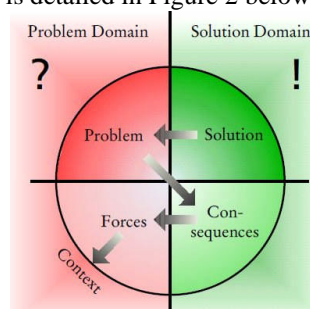 is detailed in Figure 2 below
Problem Domain
Solution Domain
?
!
Problem
Solution
Forces
Con-
sequences
Context